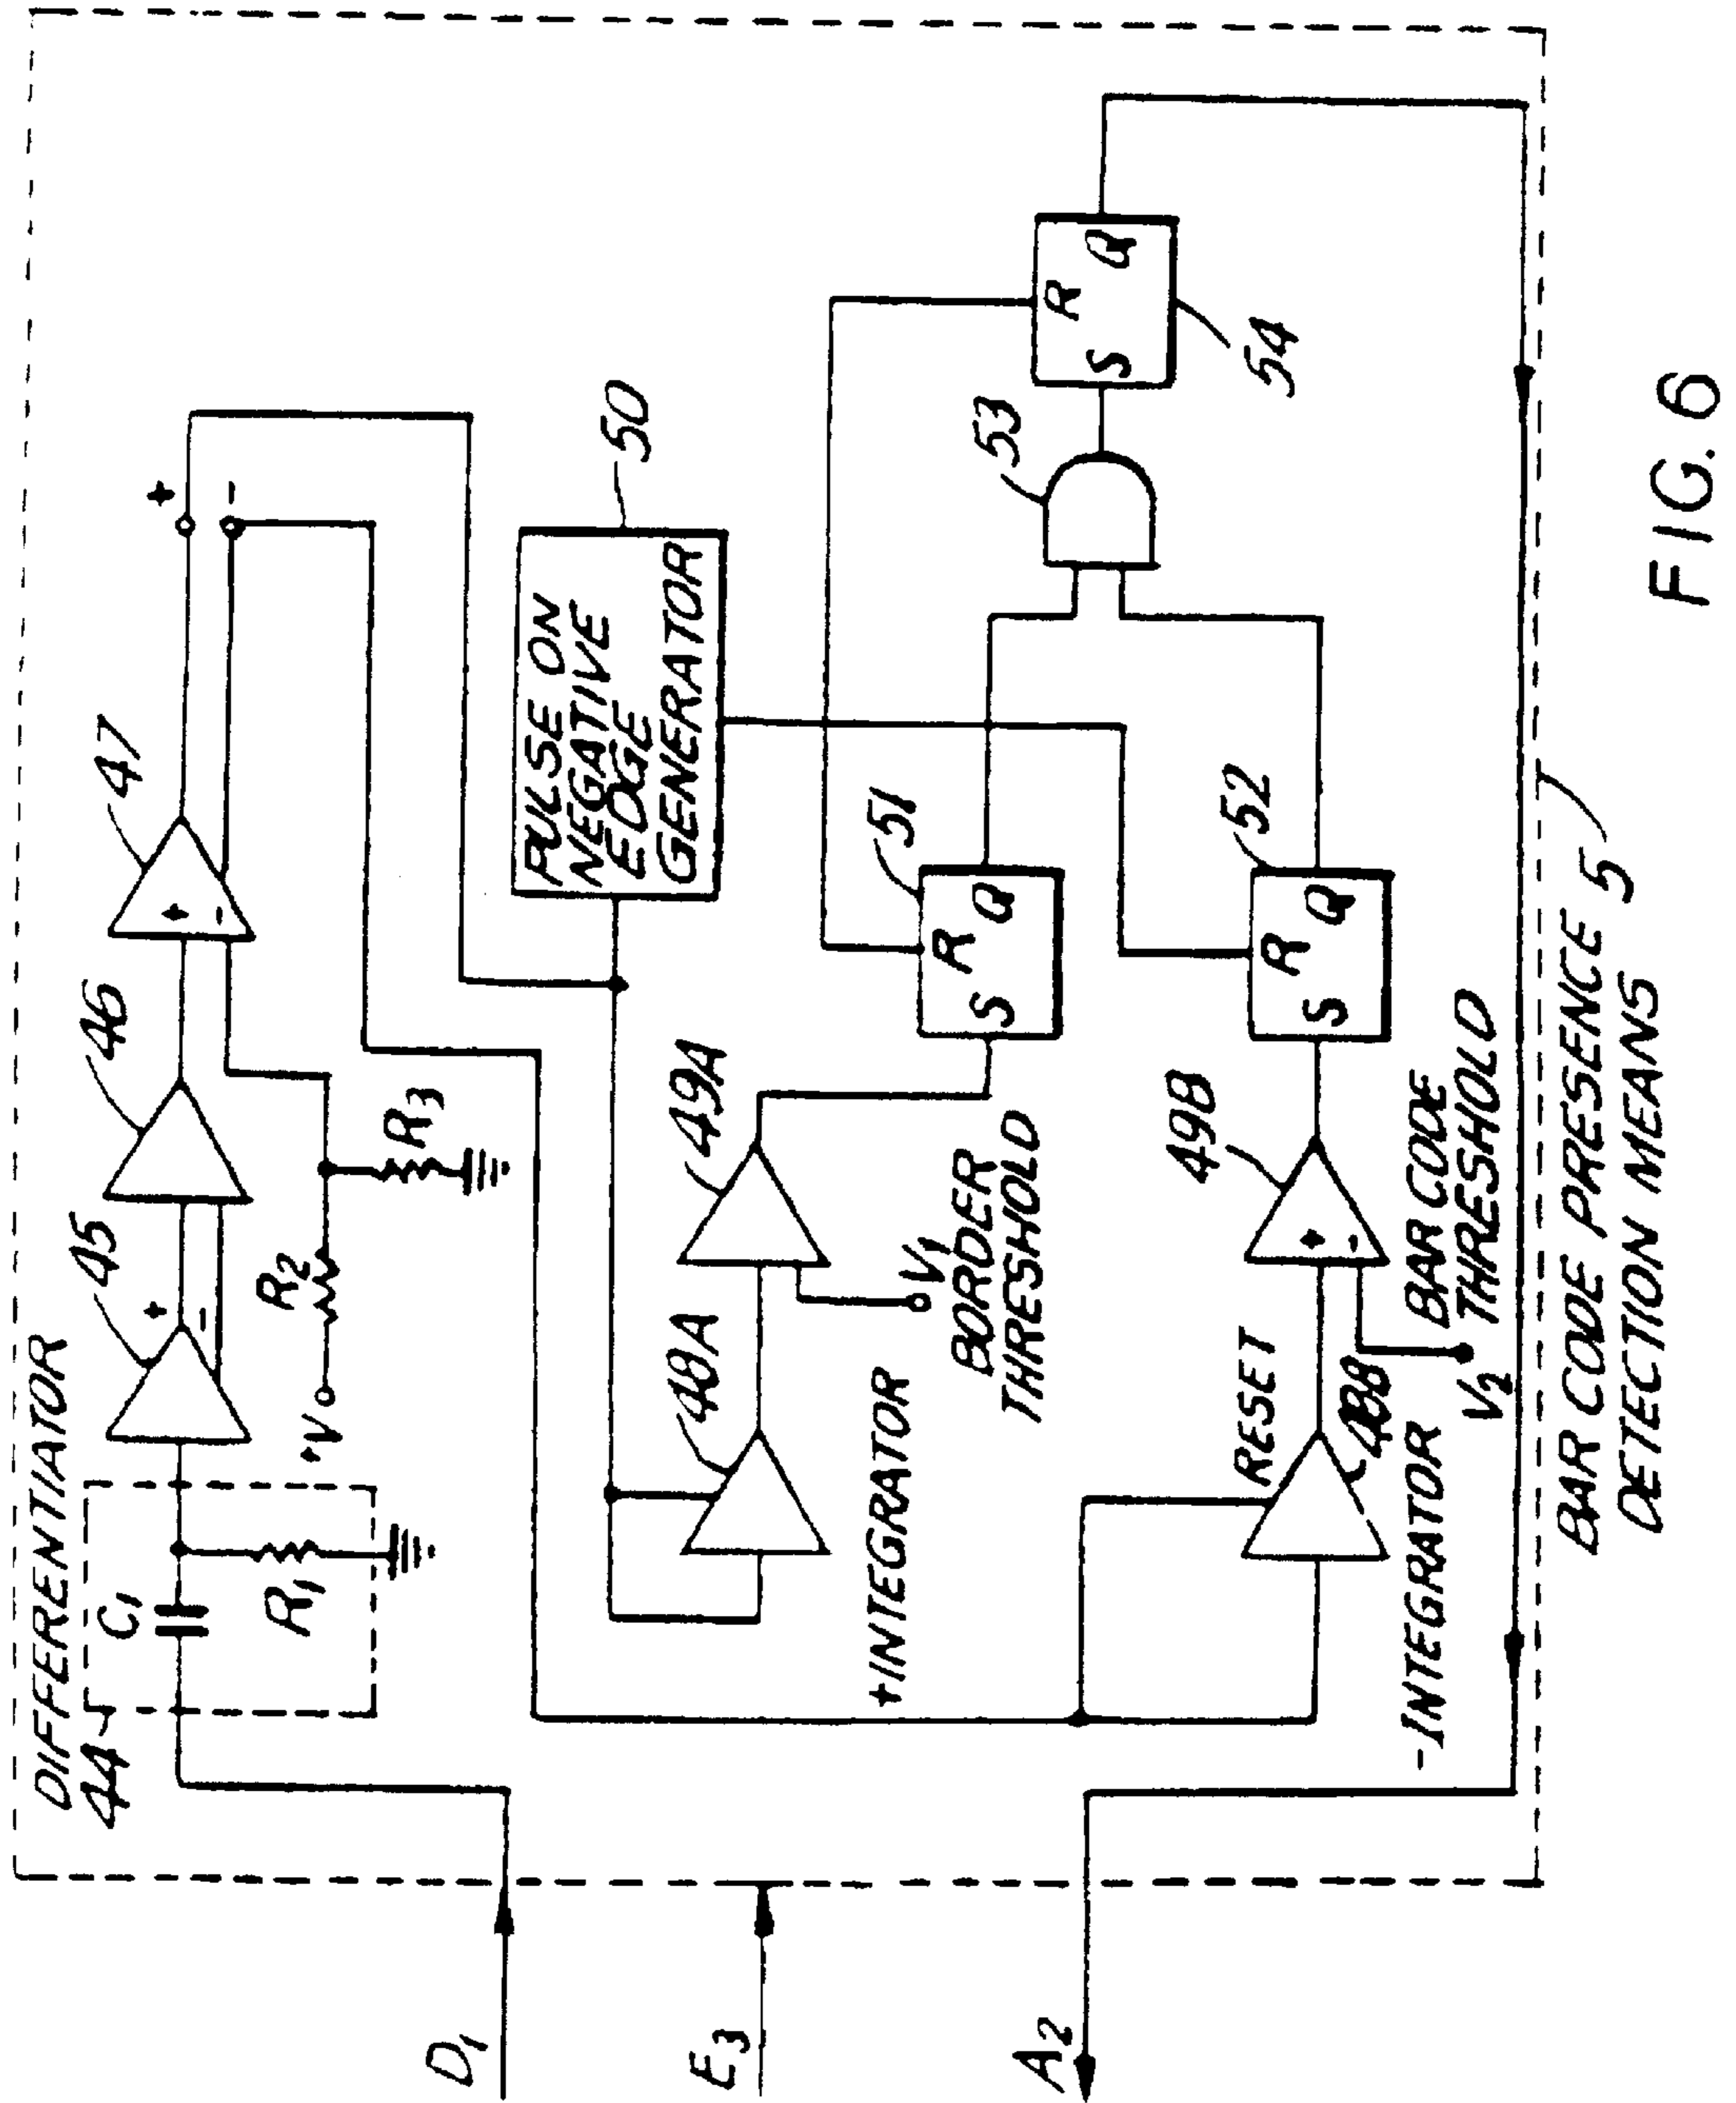 DIFFERENTIATOR
44
C1
R1
45
+
-
46
47
+
-
+
-
+V
R2
R3
PULSE ON
NEGATIVE
EDGE
GENERATOR
50
D1
48A
+INTEGRATOR
49A
V1
BORDER
THRESHOLD
51
R
S
Q
53
R
S
Q
54
E3
RESET
48B
-INTEGRATOR
49B
+
-
V2
BAR CODE
THRESHOLD
52
R
S
Q
A2
BAR CODE PRESENCE 5
DETECTION MEANS
FIG. 6